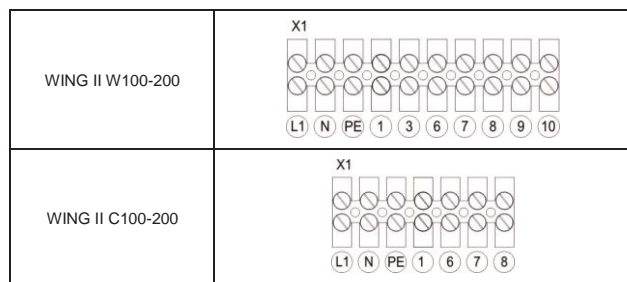 X1
WING II W100-200
L1 N PE 1 3 6 7 8 9 10
X1
WING II C100-200
L1 N PE 1 6 7 8